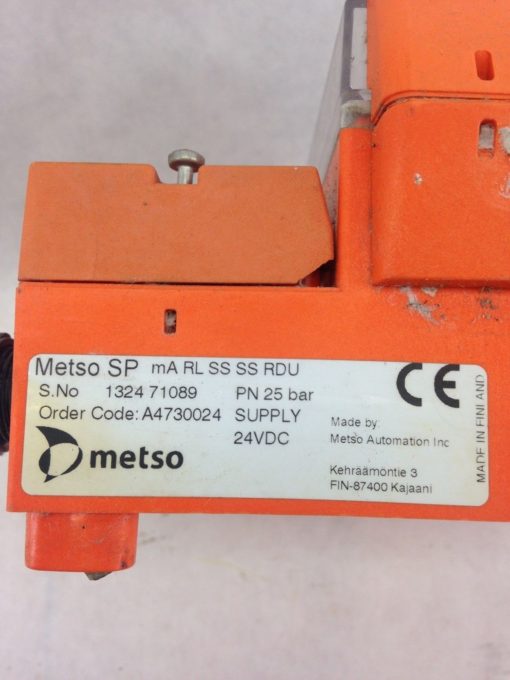 Metso SP mA RL SS SS RDU
S.No 1324 71089 PN 25 bar
Order Code: A4730024 SUPPLY
24VDC
metso
CE
Made by:
Metso Automation Inc
Kehräämöntie 3
FIN-87400 Kajaani
MADE IN FINLAND